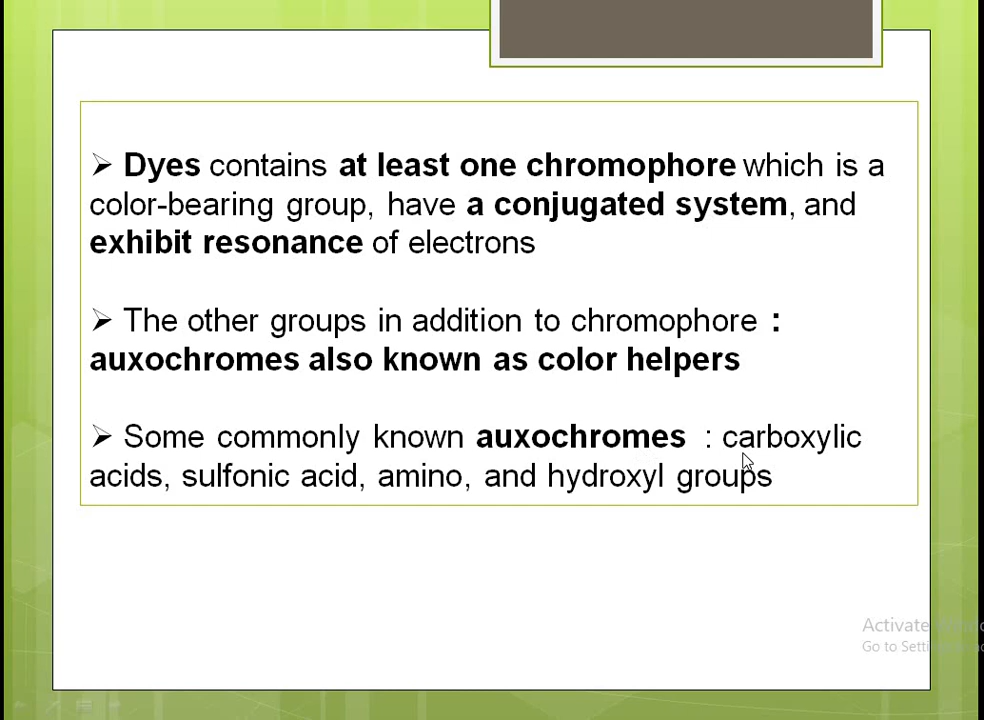 ➢ Dyes contains at least one chromophore which is a
color-bearing group, have a conjugated system, and
exhibit resonance of electrons
➢ The other groups in addition to chromophore :
auxochromes also known as color helpers
➢ Some commonly known auxochromes : carboxylic
acids, sulfonic acid, amino, and hydroxyl groups
Activate
Go to